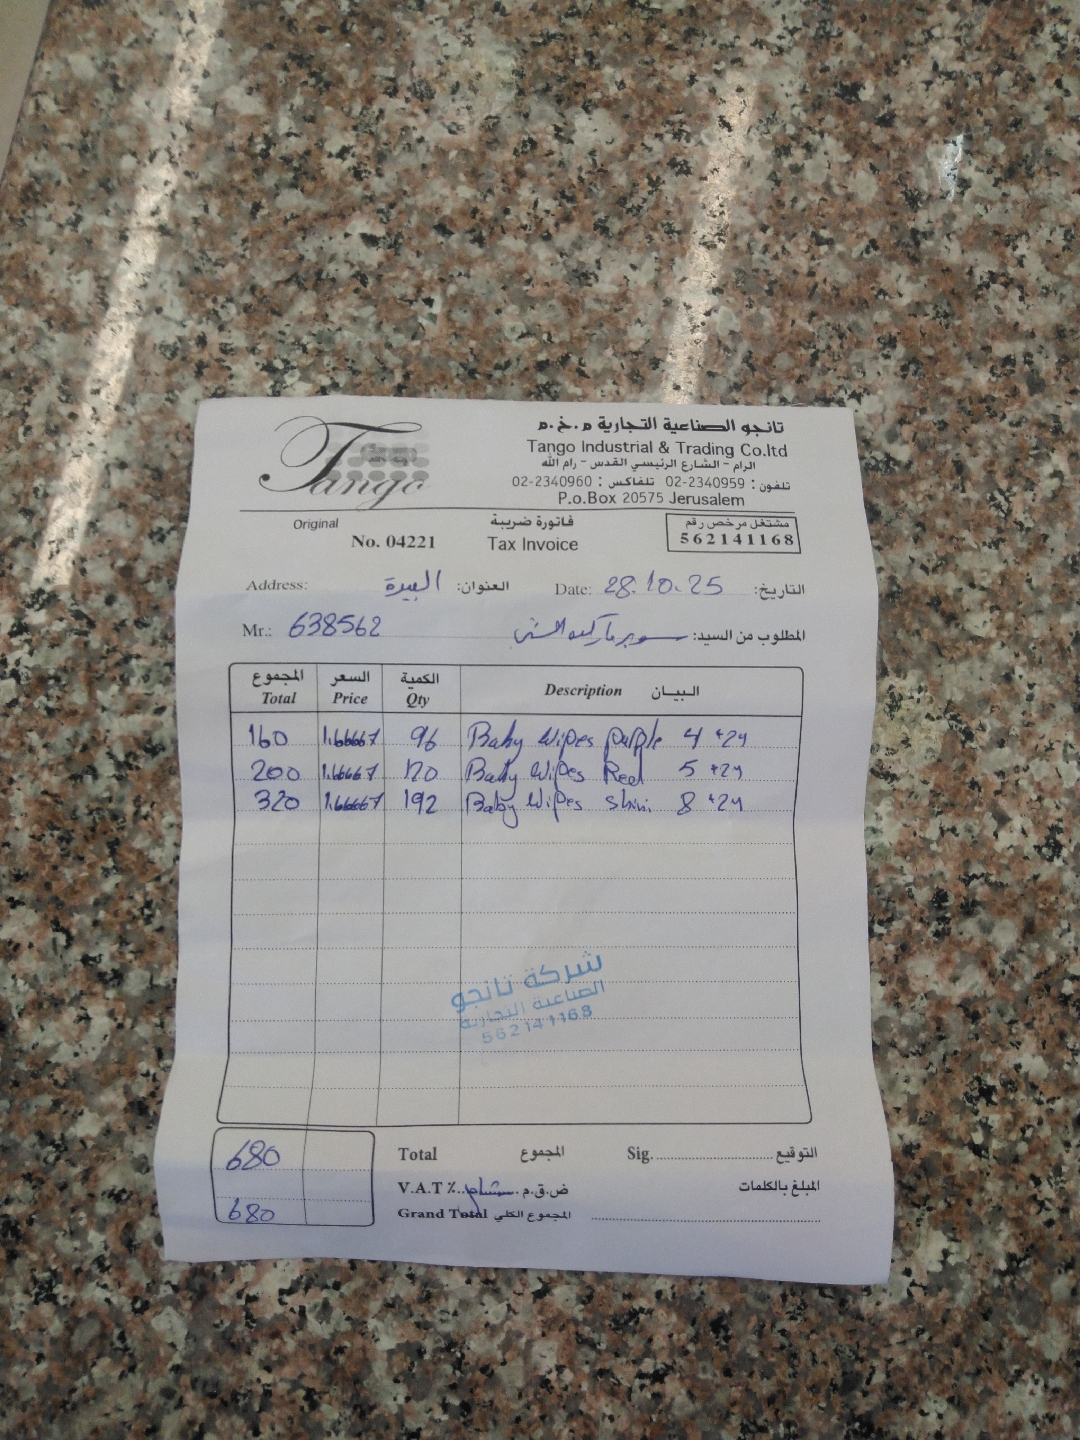 Tango
تانجو الصناعية التجارية م.خ.م
Tango Industrial & Trading Co.ltd
الرام - الشارع الرئيسي القدس - رام الله
تلفون : 02-2340959 تلفاكس : 02-2340960
P.o.Box 20575 Jerusalem
Original
No. 04221
فاتورة ضريبة
Tax Invoice
مشتغل مرخص رقم
562141168
Address: البيرة العنوان:
Date: 28.10.25 التاريخ:
Mr.: 638562
المطلوب من السيد: سوبر ماركت
المجموع السعر الكمية البيـان
Total Price Qty Description
160 1.66667 96 Baby Wipes purple 4 *24
200 1.66667 120 Baby Wipes Red 5 *24
320 1.66667 192 Baby Wipes 8 *24
شركة تانجو
الصناعية التجارية
562141168
680 Total المجموع Sig. التوقيع
V.A.T٪ شامل ض.ق.م. المبلغ بالكلمات
680 Grand Total المجموع الكلي